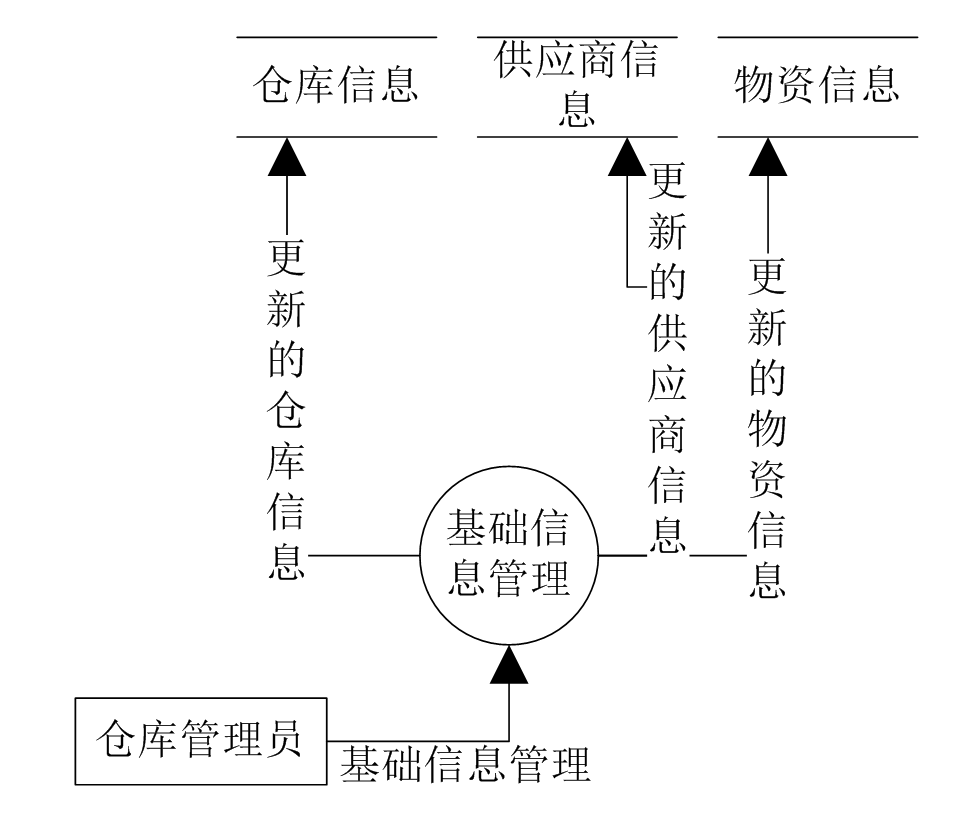 仓库信息
供应商信
息
物资信息
更新的仓库信息
更新的供应商信息
更新的物资信息
基础信
息管理
仓库管理员
基础信息管理